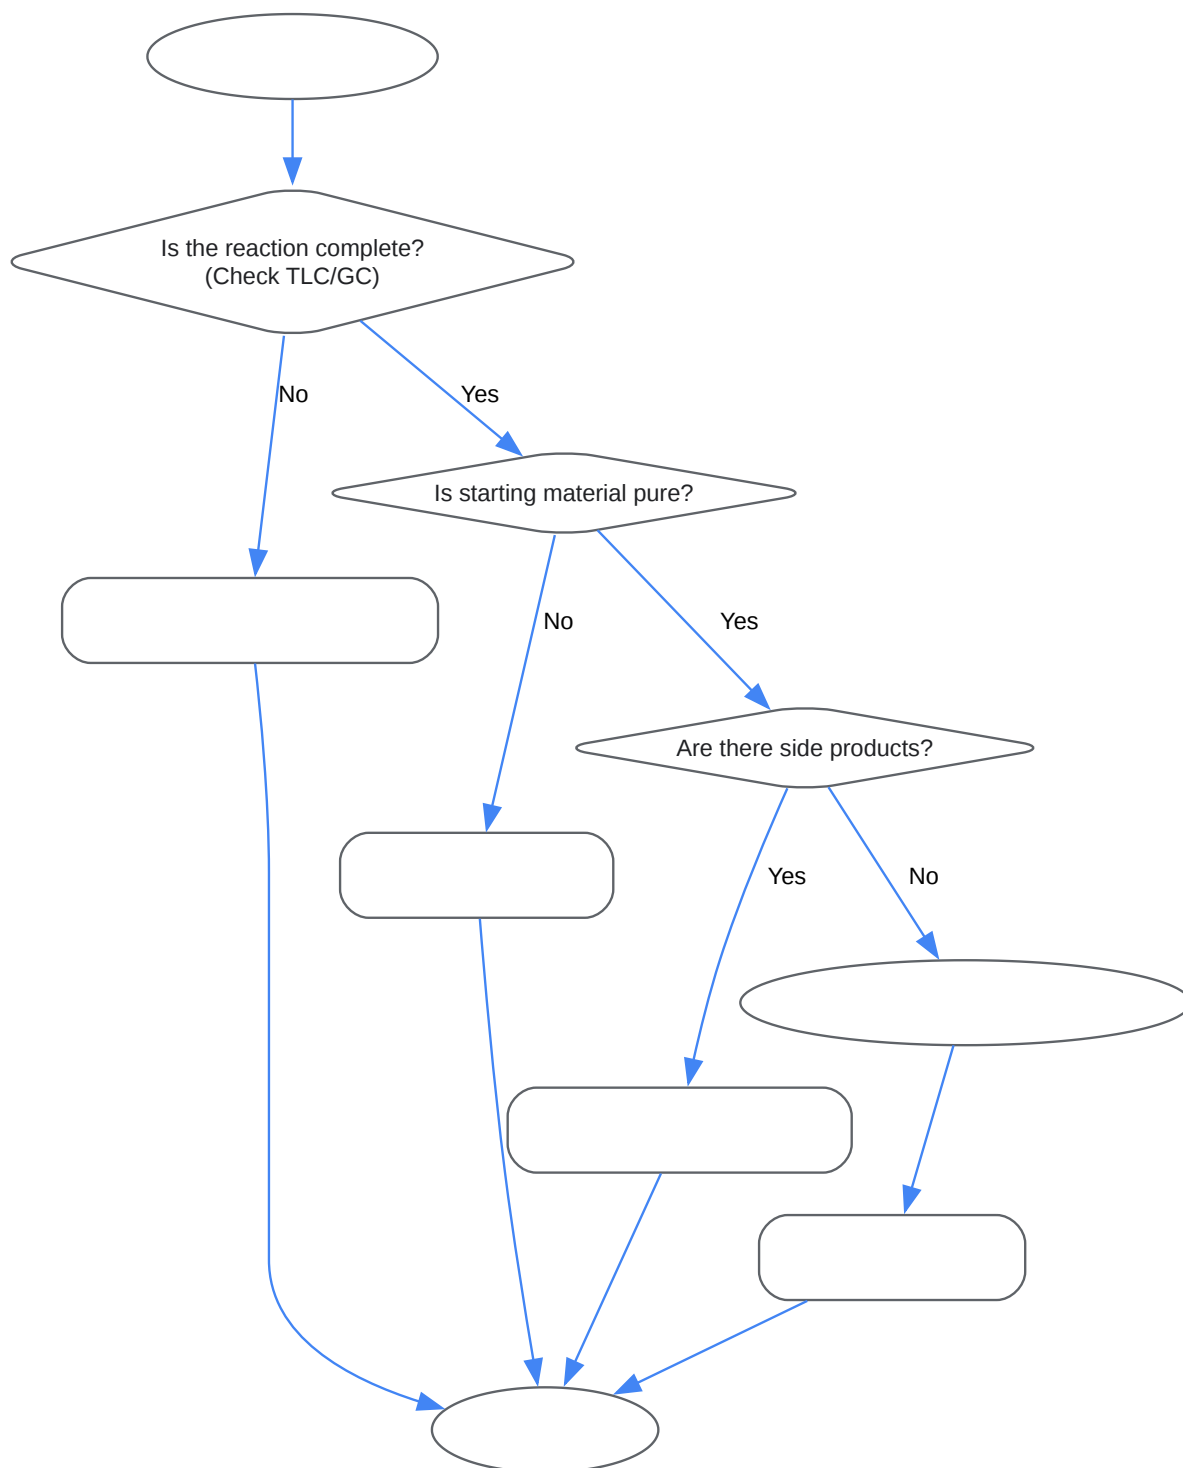 Is the reaction complete?
(Check TLC/GC)
No
Yes
Is starting material pure?
No
Yes
Are there side products?
Yes
No